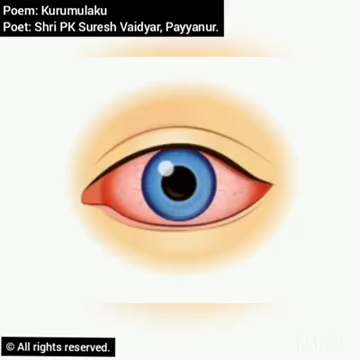 Poem: Kurumulaku
Poet: Shri PK Suresh Vaidyar, Payyanur.
© All rights reserved.